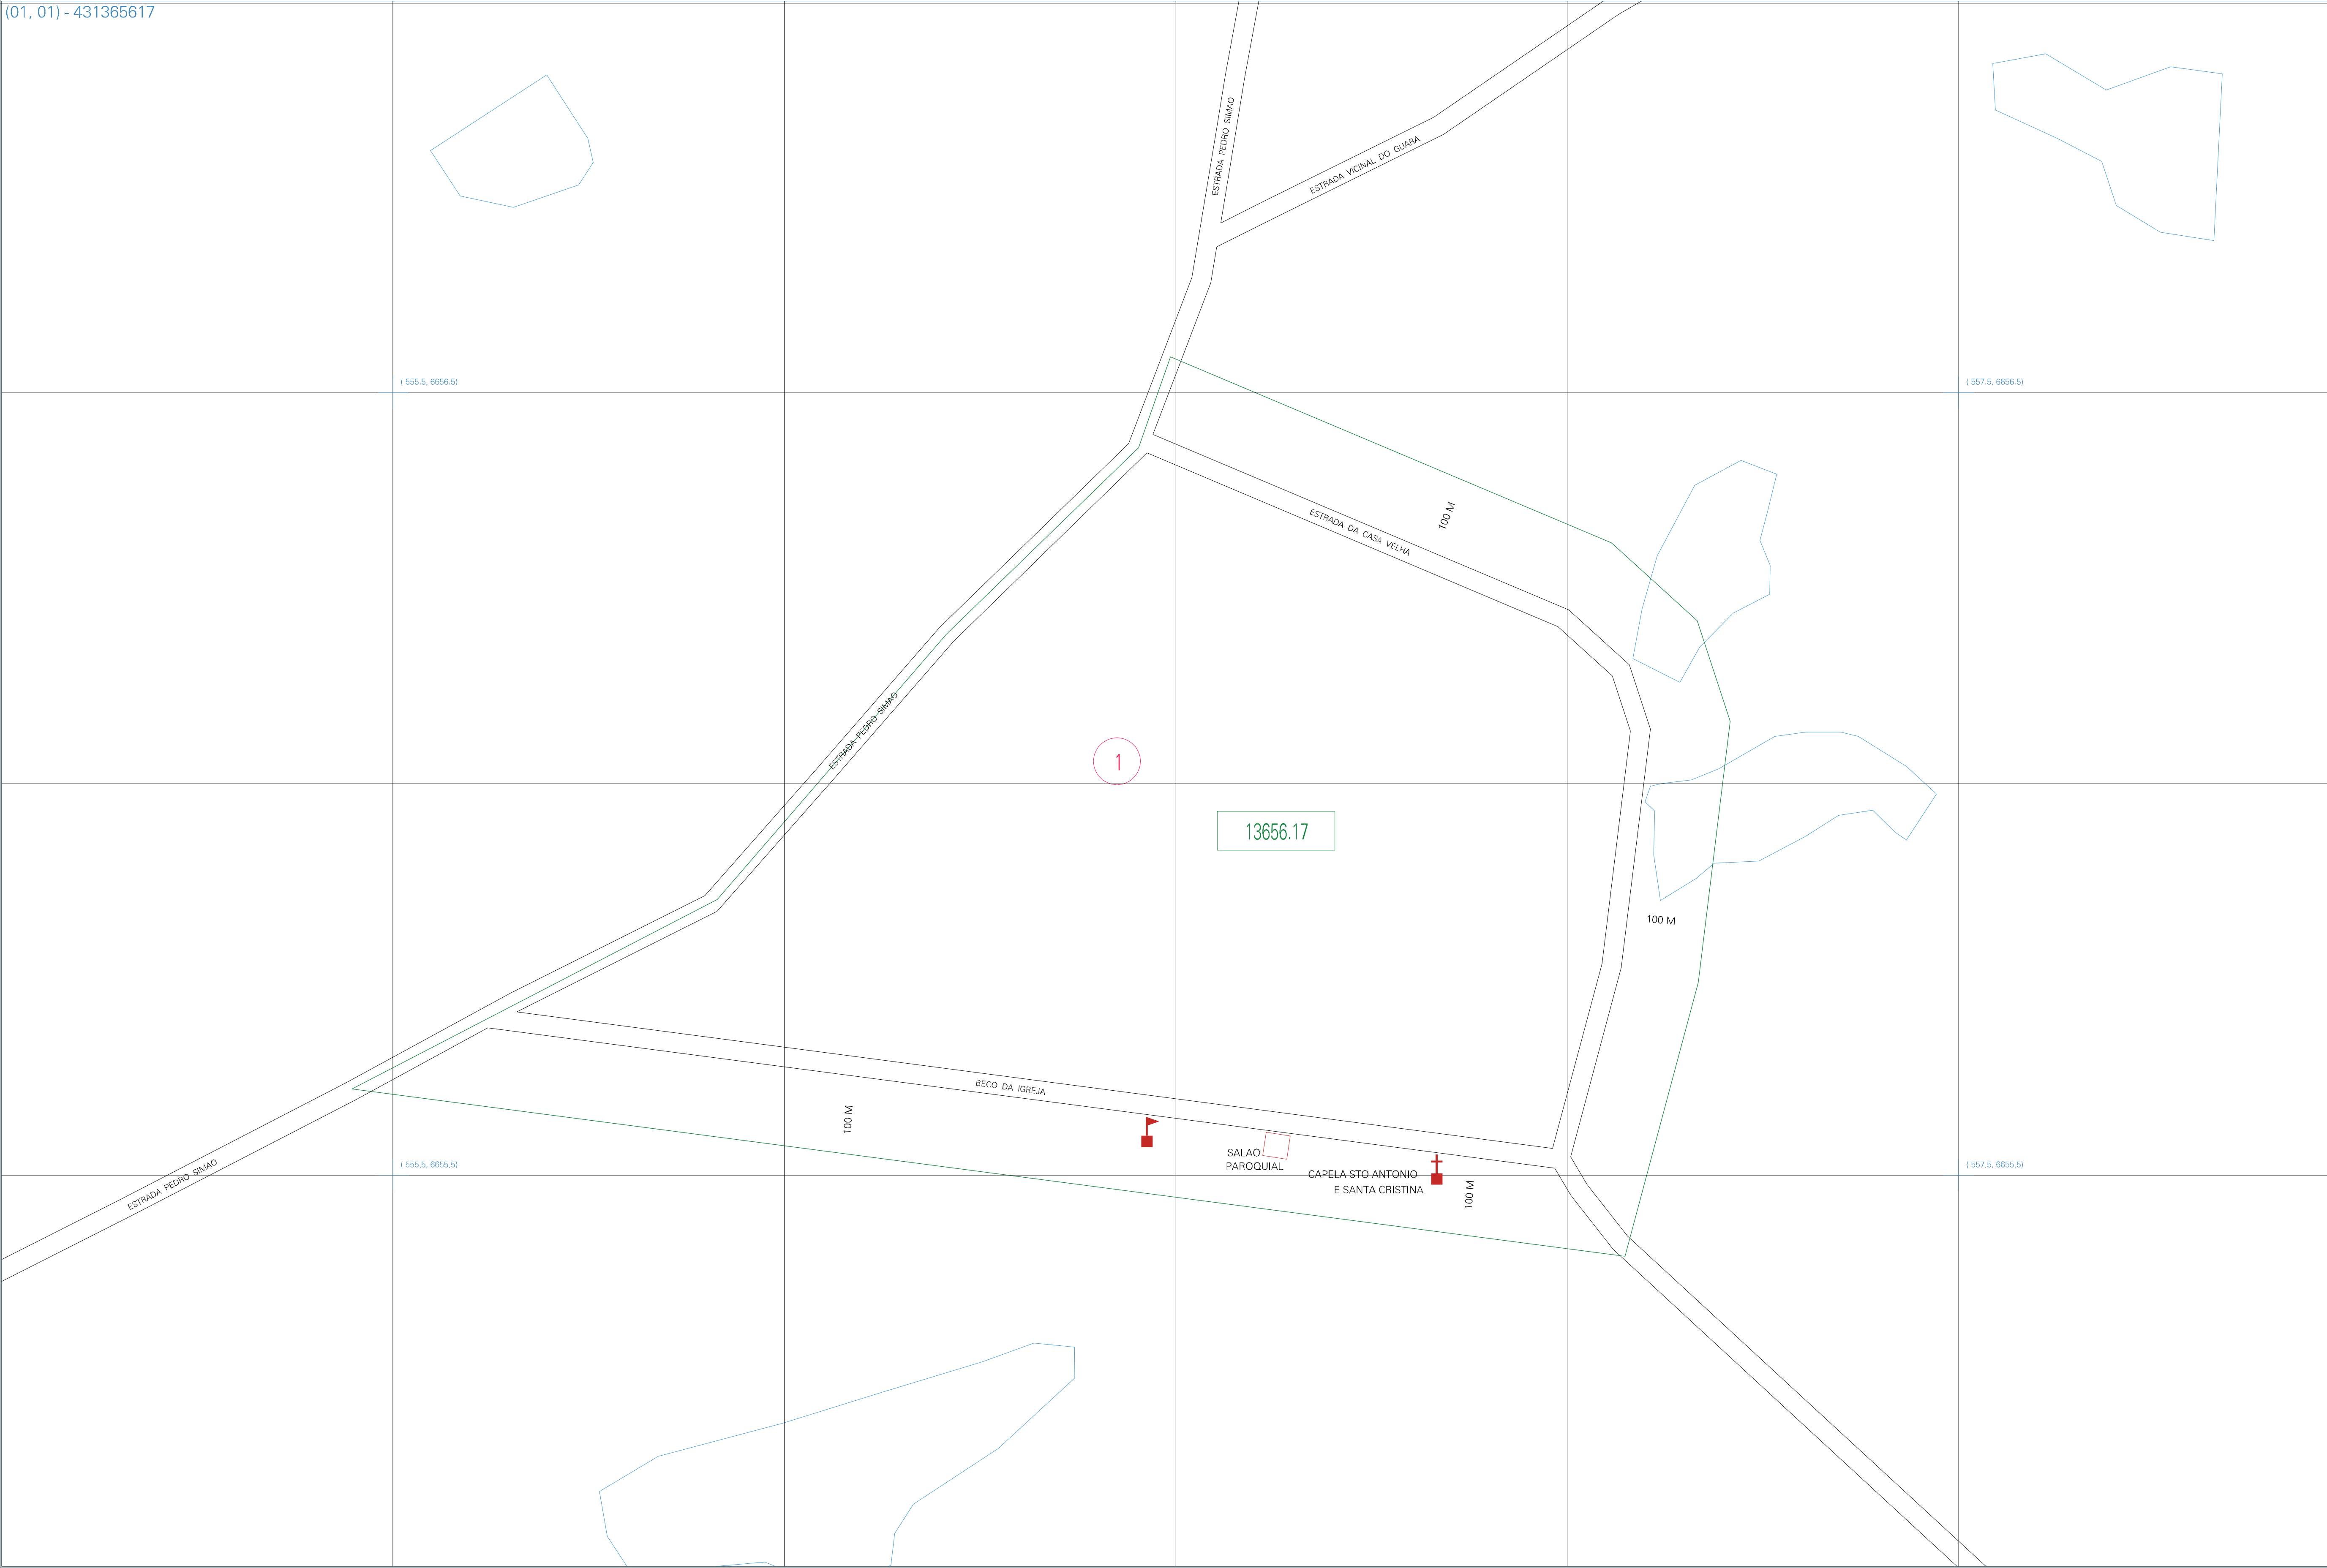 (01, 01) - 431365617
ESTRADA PEDRO SIMAO
ESTRADA VICINAL DO GUARA
( 555.5, 6656.5)
( 557.5, 6656.5)
100 M
ESTRADA DA CASA VELHA
ESTRADA PEDRO SIMAO
1
13656.17
100 M
BECO DA IGREJA
100 M
SALAO
PAROQUIAL
( 555.5, 6655.5)
( 557.5, 6655.5)
CAPELA STO ANTONIO
E SANTA CRISTINA
100 M
ESTRADA PEDRO SIMAO